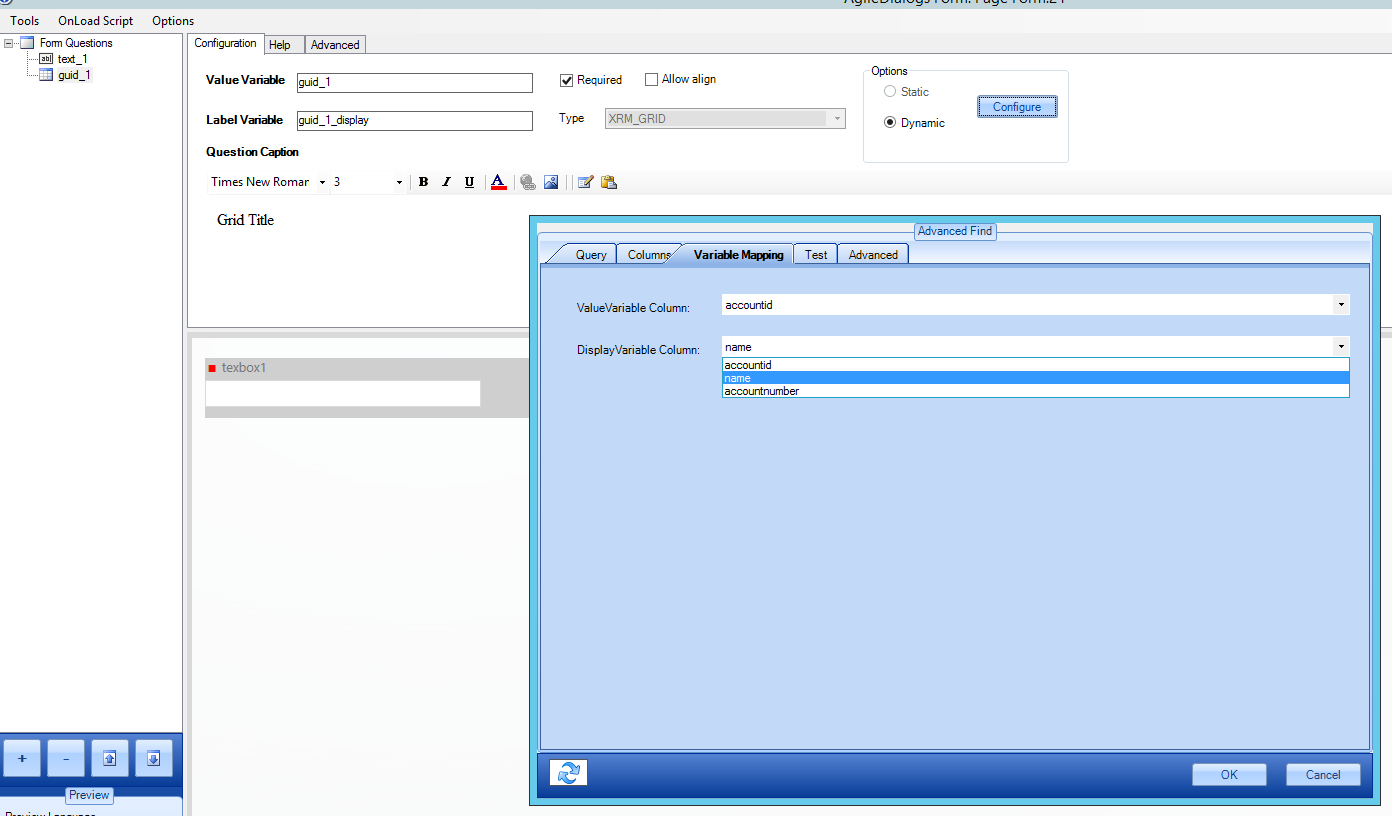 AgileDialogs Form: Page Form.21
Tools OnLoad Script Options
Form Questions
text_1
guid_1
Configuration Help Advanced
Value Variable guid_1 Required Allow align
Label Variable guid_1_display Type XRM_GRID
Options
Static
Dynamic
Configure
Question Caption
Times New Roman 3 B I U A
Grid Title
texbox1
Advanced Find
Query Columns Variable Mapping Test Advanced
ValueVariable Column: accountid
DisplayVariable Column: name
accountid
name
accountnumber
OK Cancel
+ -
Preview
Preview Language